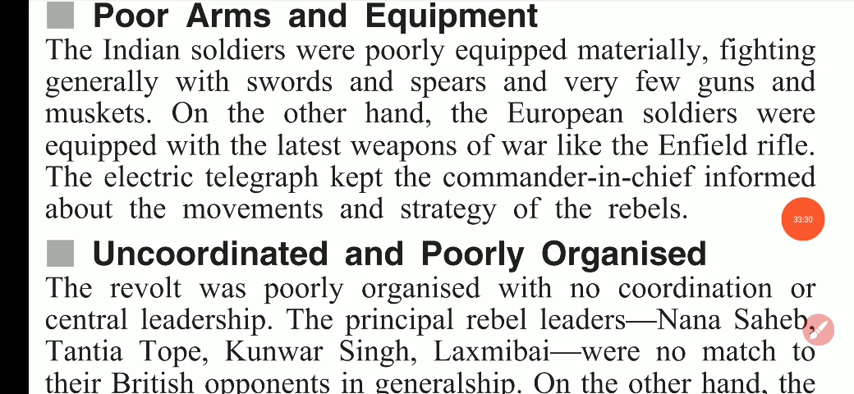 Poor Arms and Equipment
The Indian soldiers were poorly equipped materially, fighting
generally with swords and spears and very few guns and
muskets. On the other hand, the European soldiers were
equipped with the latest weapons of war like the Enfield rifle.
The electric telegraph kept the commander-in-chief informed
about the movements and strategy of the rebels.
33:30
Uncoordinated and Poorly Organised
The revolt was poorly organised with no coordination or
central leadership. The principal rebel leaders—Nana Saheb,
Tantia Tope, Kunwar Singh, Laxmibai—were no match to
their British opponents in generalship. On the other hand, the